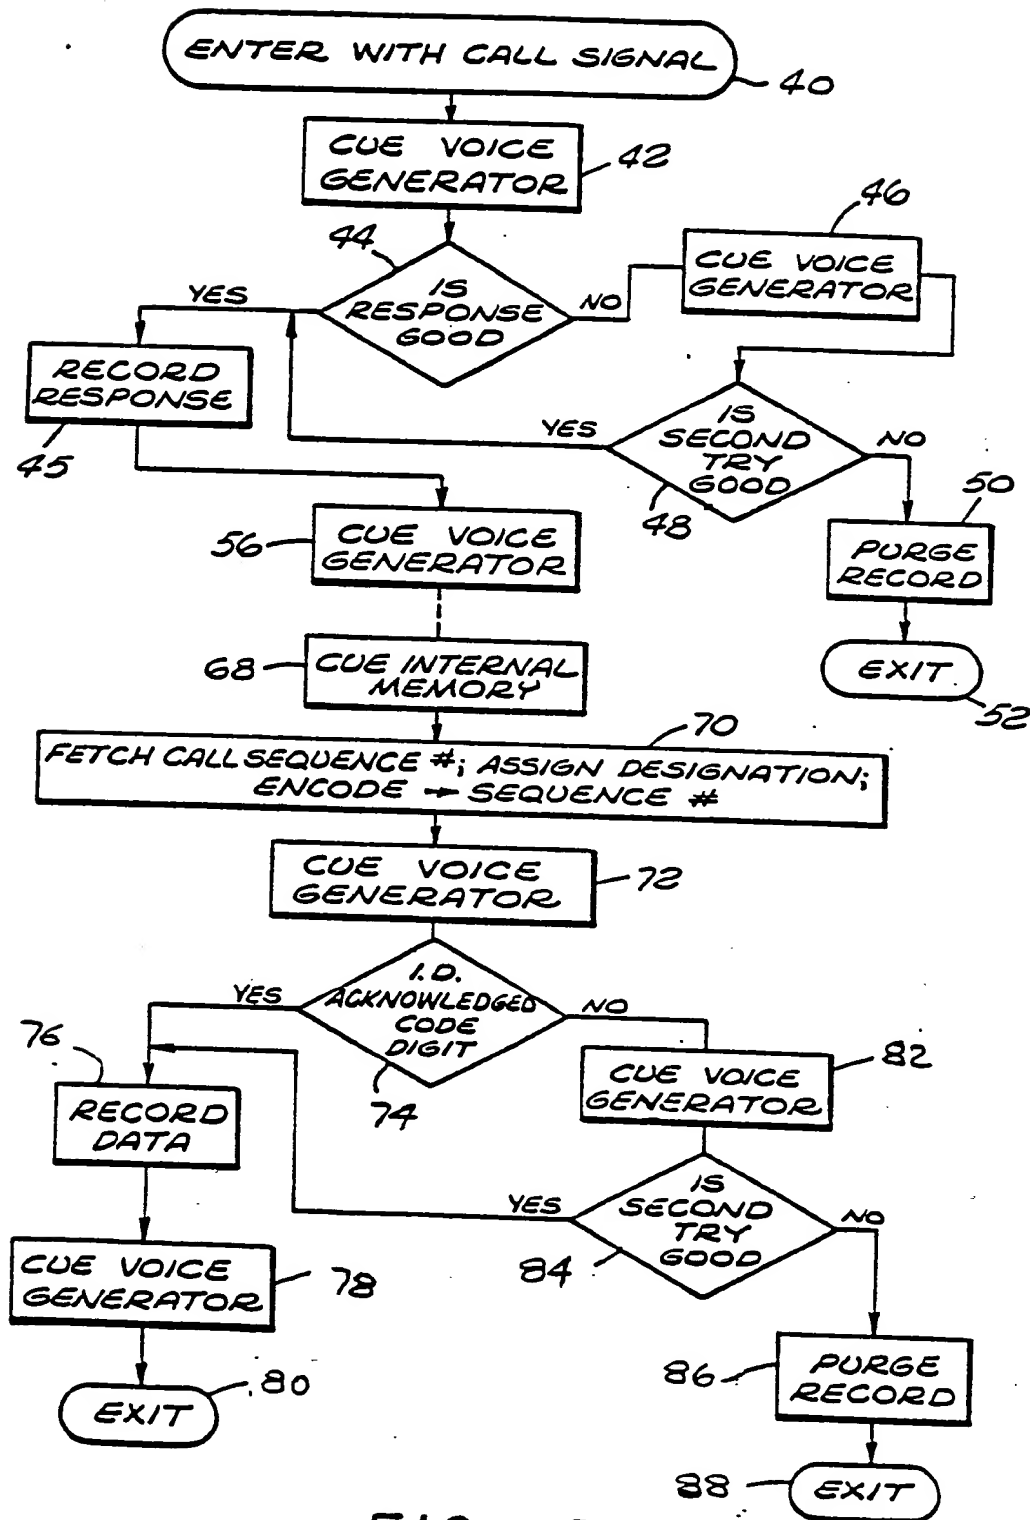 ENTER WITH CALL SIGNAL
40
CUE VOICE
GENERATOR
42
44
IS
RESPONSE
GOOD
YES
NO
46
CUE VOICE
GENERATOR
RECORD
RESPONSE
45
IS
SECOND
TRY
GOOD
YES
NO
48
50
PURGE
RECORD
EXIT
52
56
CUE VOICE
GENERATOR
68
CUE INTERNAL
MEMORY
70
FETCH CALL SEQUENCE #; ASSIGN DESIGNATION;
ENCODE → SEQUENCE #
CUE VOICE
GENERATOR
72
I.D.
ACKNOWLEDGED
CODE
DIGIT
YES
NO
74
76
RECORD
DATA
82
CUE VOICE
GENERATOR
IS
SECOND
TRY
GOOD
YES
NO
84
CUE VOICE
GENERATOR
78
86
PURGE
RECORD
80
EXIT
88
EXIT